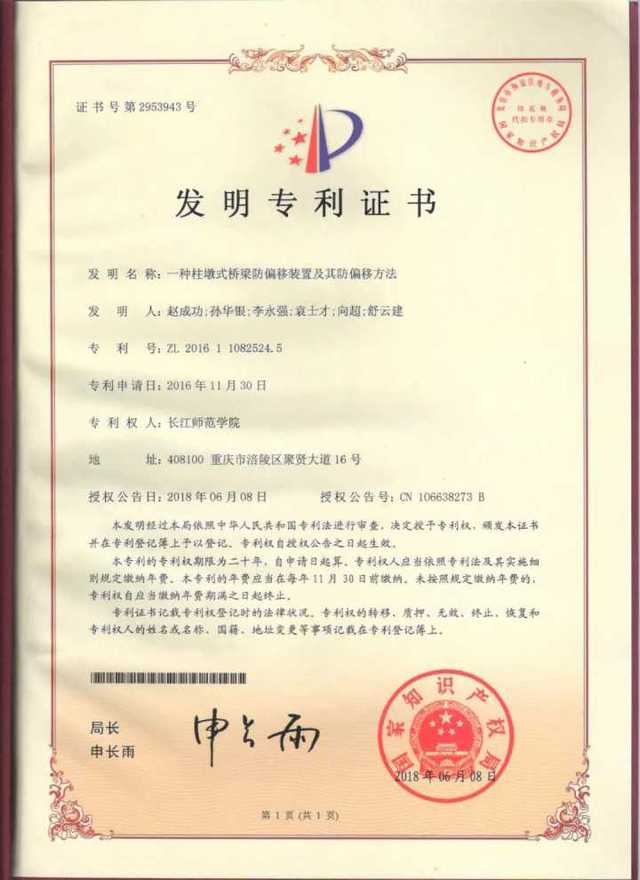 证书号第2953943号
发明专利证书
发明名称:一种柱墩式桥梁防偏移装置及其防偏移方法
发明人:赵成功;孙华银;李永强;袁士才;向超;舒云建
专利号:ZL 2016 1 1082524.5
专利申请日:2016年11月30日
专利权人:长江师范学院
地址:408100 重庆市涪陵区聚贤大道16号
授权公告日:2018年06月08日 授权公告号:CN 106638273 B
本发明经过本局依照中华人民共和国专利法进行审查,决定授予专利权,颁发本证书
并在专利登记簿上予以登记。专利权自授权公告之日起生效。
本专利的专利权期限为二十年,自申请日起算。专利权人应当依照专利法及其实施细
则规定缴纳年费。本专利的年费应当在每年11月30日前缴纳。未按照规定缴纳年费的,
专利权自应当缴纳年费期满之日起终止。
专利证书记载专利权登记时的法律状况。专利权的转移、质押、无效、终止、恢复和
专利权人的姓名或名称、国籍、地址变更等事项记载在专利登记簿上。
局长
申长雨
申长雨
国家知识产权局
2018年06月08日
第1页(共1页)